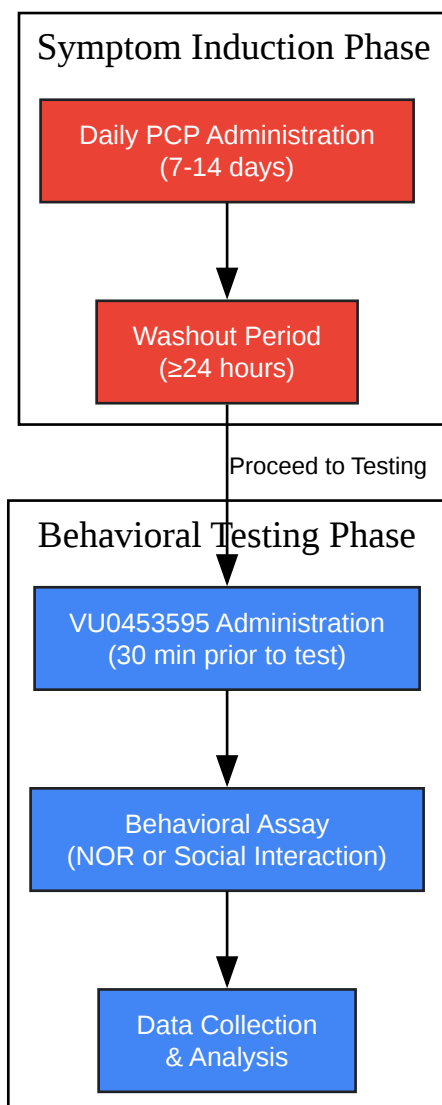 Symptom Induction Phase
Daily PCP Administration
(7-14 days)
Washout Period
(≥24 hours)
Proceed to Testing
Behavioral Testing Phase
VU0453595 Administration
(30 min prior to test)
Behavioral Assay
(NOR or Social Interaction)
Data Collection
& Analysis